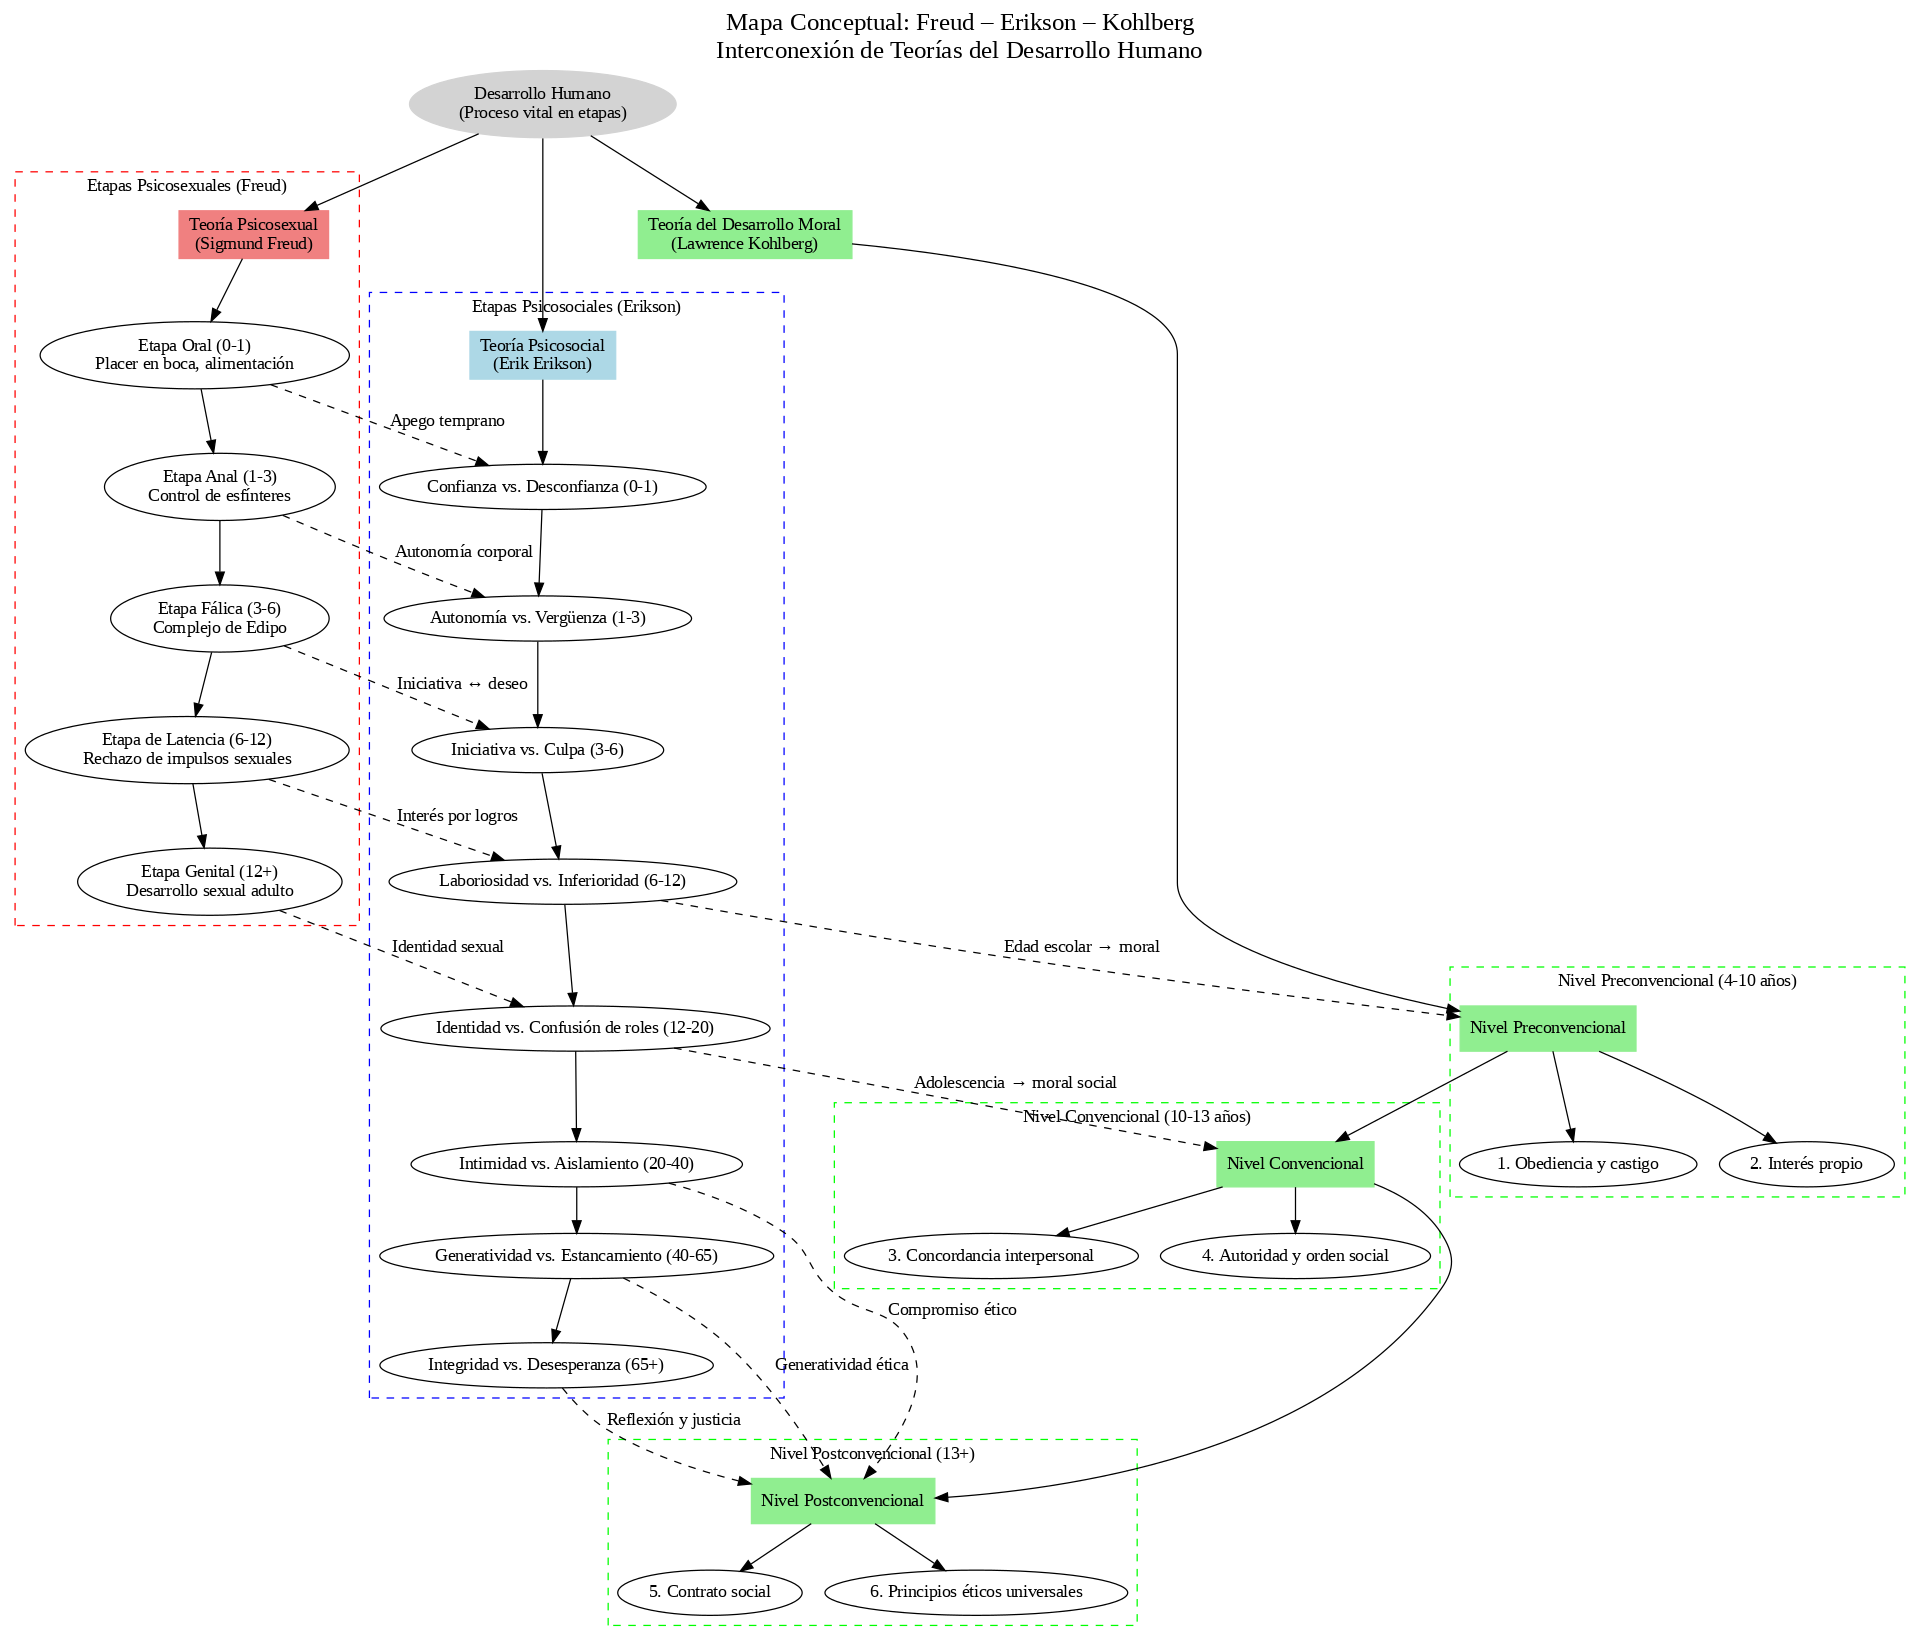 Mapa Conceptual: Freud – Erikson – Kohlberg
Interconexión de Teorías del Desarrollo Humano
Desarrollo Humano
(Proceso vital en etapas)
Etapas Psicosexuales (Freud)
Teoría Psicosexual
(Sigmund Freud)
Teoría del Desarrollo Moral
(Lawrence Kohlberg)
Etapas Psicosociales (Erikson)
Teoría Psicosocial
(Erik Erikson)
Etapa Oral (0-1)
Placer en boca, alimentación
Apego temprano
Etapa Anal (1-3)
Control de esfínteres
Confianza vs. Desconfianza (0-1)
Autonomía corporal
Etapa Fálica (3-6)
Complejo de Edipo
Autonomía vs. Vergüenza (1-3)
Iniciativa ↔ deseo
Etapa de Latencia (6-12)
Rechazo de impulsos sexuales
Iniciativa vs. Culpa (3-6)
Interés por logros
Etapa Genital (12+)
Desarrollo sexual adulto
Laboriosidad vs. Inferioridad (6-12)
Identidad sexual
Edad escolar → moral
Nivel Preconvencional (4-10 años)
Identidad vs. Confusión de roles (12-20)
Nivel Preconvencional
Adolescencia → moral social
Nivel Convencional (10-13 años)
Intimidad vs. Aislamiento (20-40)
Nivel Convencional
1. Obediencia y castigo
2. Interés propio
Generatividad vs. Estancamiento (40-65)
3. Concordancia interpersonal
4. Autoridad y orden social
Compromiso ético
Integridad vs. Desesperanza (65+)
Generatividad ética
Reflexión y justicia
Nivel Postconvencional (13+)
Nivel Postconvencional
5. Contrato social
6. Principios éticos universales